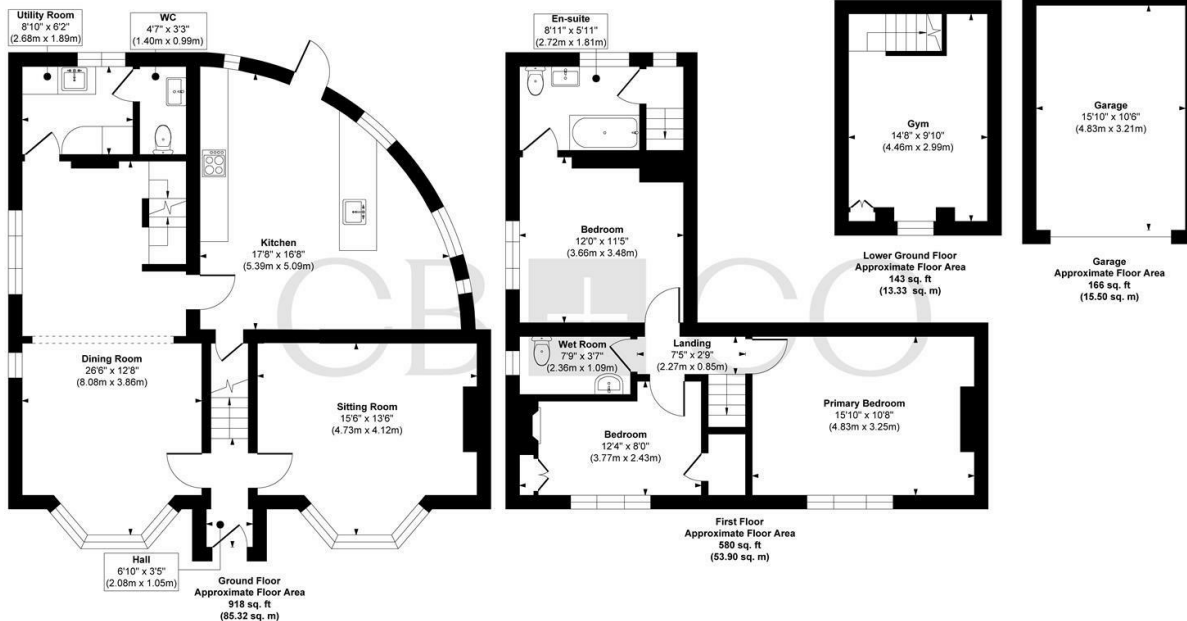 Utility Room
8'10" x 6'2"
(2.68m x 1.89m)
WC
4'7" x 3'3"
(1.40m x 0.99m)
Kitchen
17'8" x 16'8"
(5.39m x 5.09m)
Dining Room
26'6" x 12'8"
(8.08m x 3.86m)
Sitting Room
15'6" x 13'6"
(4.73m x 4.12m)
Hall
6'10" x 3'5"
(2.08m x 1.05m)
Ground Floor
Approximate Floor Area
918 sq. ft
(85.32 sq. m)
En-suite
8'11" x 5'11"
(2.72m x 1.81m)
Bedroom
12'0" x 11'5"
(3.66m x 3.48m)
Wet Room
7'9" x 3'7"
(2.36m x 1.09m)
Landing
7'5" x 2'9"
(2.27m x 0.85m)
Primary Bedroom
15'10" x 10'8"
(4.83m x 3.25m)
Bedroom
12'4" x 8'0"
(3.77m x 2.43m)
First Floor
Approximate Floor Area
580 sq. ft
(53.90 sq. m)
Gym
14'8" x 9'10"
(4.46m x 2.99m)
Lower Ground Floor
Approximate Floor Area
143 sq. ft
(13.33 sq. m)
Garage
15'10" x 10'6"
(4.83m x 3.21m)
Garage
Approximate Floor Area
166 sq. ft
(15.50 sq. m)
CB+CO